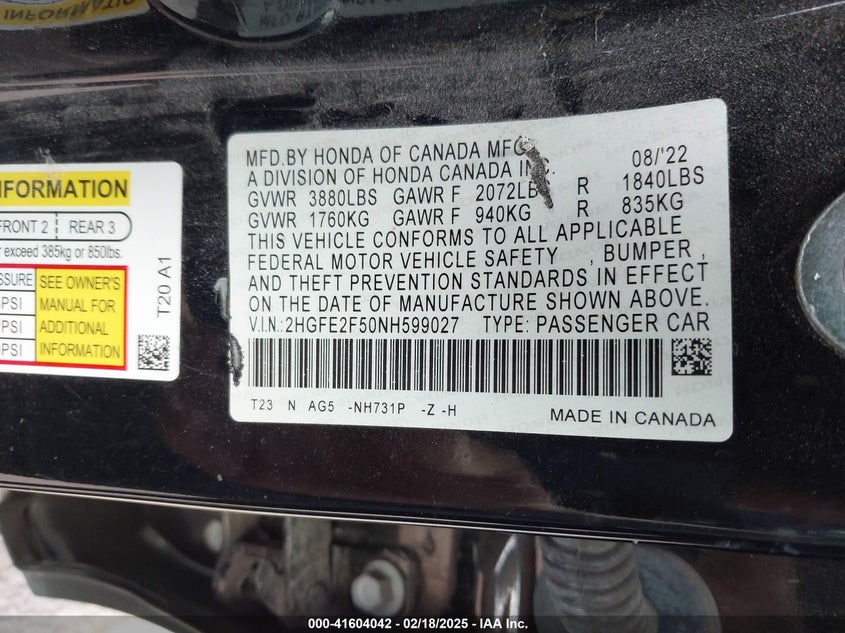 INFORMATION
INFORMATION
FRONT 2 REAR 3
exceed 385kg or 850lbs.
SSURE SEE OWNER'S
PSI MANUAL FOR
PSI ADDITIONAL
PSI INFORMATION
T20 A1
MFD.BY HONDA OF CANADA MFG. 08/'22
A DIVISION OF HONDA CANADA IN
GVWR 3880LBS GAWR F 2072LB R 1840LBS
GVWR 1760KG GAWR F 940KG R 835KG
THIS VEHICLE CONFORMS TO ALL APPLICABLE
FEDERAL MOTOR VEHICLE SAFETY , BUMPER ,
AND THEFT PREVENTION STANDARDS IN EFFECT
ON THE DATE OF MANUFACTURE SHOWN ABOVE.
V.I.N.:2HGFE2F50NH599027 TYPE: PASSENGER CAR
T23 N AG5 -NH731P -Z -H
MADE IN CANADA
000-41604042 — 02/18/2025 — IAA Inc.